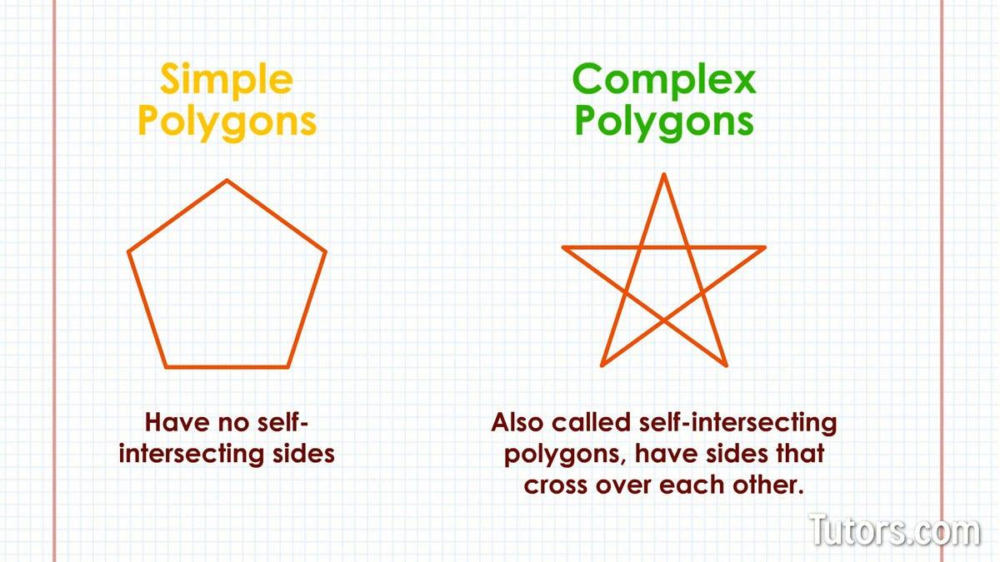 Simple
Polygons
Have no self-
intersecting sides
Complex
Polygons
Also called self-intersecting
polygons, have sides that
cross over each other.
Tutors.com